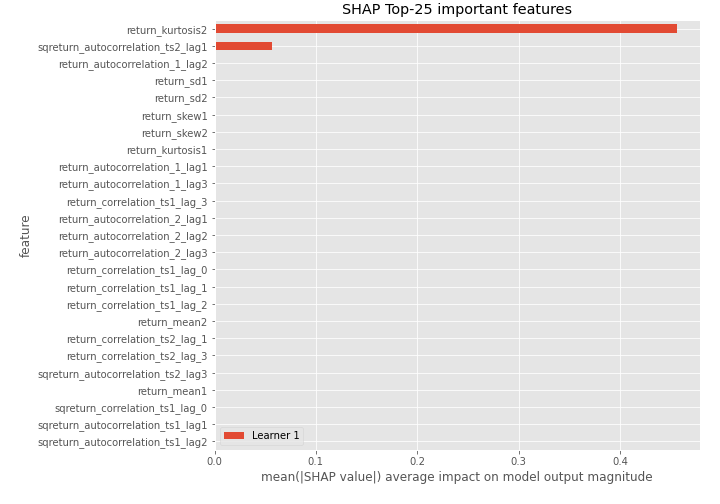 SHAP Top-25 important features
return_kurtosis2
sqreturn_autocorrelation_ts2_lag1
return_autocorrelation_1_lag2
return_sd1
return_sd2
return_skew1
return_skew2
return_kurtosis1
return_autocorrelation_1_lag1
return_autocorrelation_1_lag3
return_correlation_ts1_lag_3
return_autocorrelation_2_lag1
return_autocorrelation_2_lag2
return_autocorrelation_2_lag3
return_correlation_ts1_lag_0
return_correlation_ts1_lag_1
return_correlation_ts1_lag_2
return_mean2
return_correlation_ts2_lag_1
return_correlation_ts2_lag_3
sqreturn_autocorrelation_ts2_lag3
return_mean1
sqreturn_correlation_ts1_lag_0
sqreturn_autocorrelation_ts1_lag1
sqreturn_autocorrelation_ts1_lag2
feature
Learner 1
0.0 0.1 0.2 0.3 0.4
mean(|SHAP value|) average impact on model output magnitude